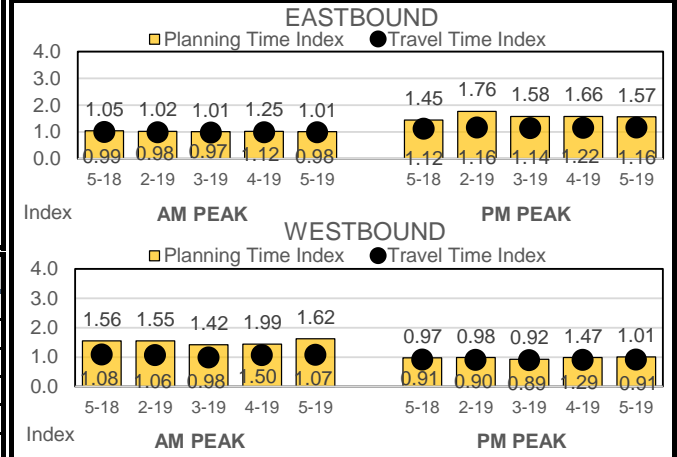 EASTBOUND
Planning Time Index Travel Time Index
4.0
3.0
2.0
1.0
0.0
1.05 1.02 1.01 1.25 1.01 1.45 1.76 1.58 1.66 1.57
0.99 0.98 0.97 1.12 0.98 1.12 1.16 1.14 1.22 1.16
5-18 2-19 3-19 4-19 5-19 5-18 2-19 3-19 4-19 5-19
Index AM PEAK PM PEAK
WESTBOUND
Planning Time Index Travel Time Index
4.0
3.0
2.0
1.0
0.0
1.56 1.55 1.42 1.99 1.62 0.97 0.98 0.92 1.47 1.01
1.08 1.06 0.98 1.50 1.07 0.91 0.90 0.89 1.29 0.91
5-18 2-19 3-19 4-19 5-19 5-18 2-19 3-19 4-19 5-19
Index AM PEAK PM PEAK